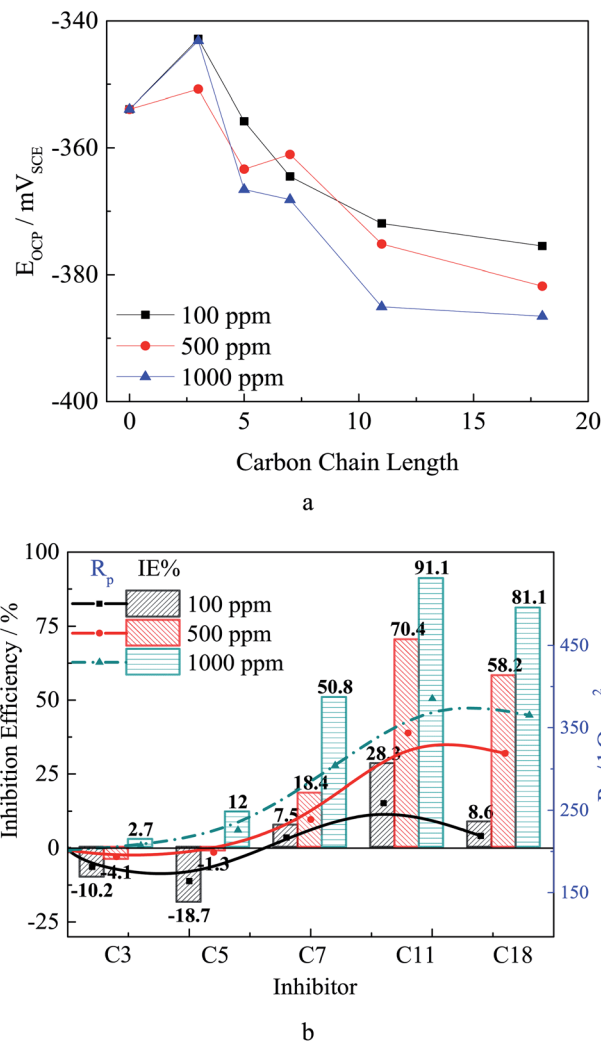 -340
-360
-380
-400
E_OCP / mV_SCE
100 ppm
500 ppm
1000 ppm
0 5 10 15 20
Carbon Chain Length
a
100
75
50
25
0
-25
Inhibition Efficiency / %
R_p IE%
100 ppm
500 ppm
1000 ppm
91.1
81.1
70.4
58.2
50.8
28.3
18.4
12
7.5
8.6
2.7
-4.1
-1.3
-10.2
-18.7
450
350
250
150
C3 C5 C7 C11 C18
Inhibitor
b